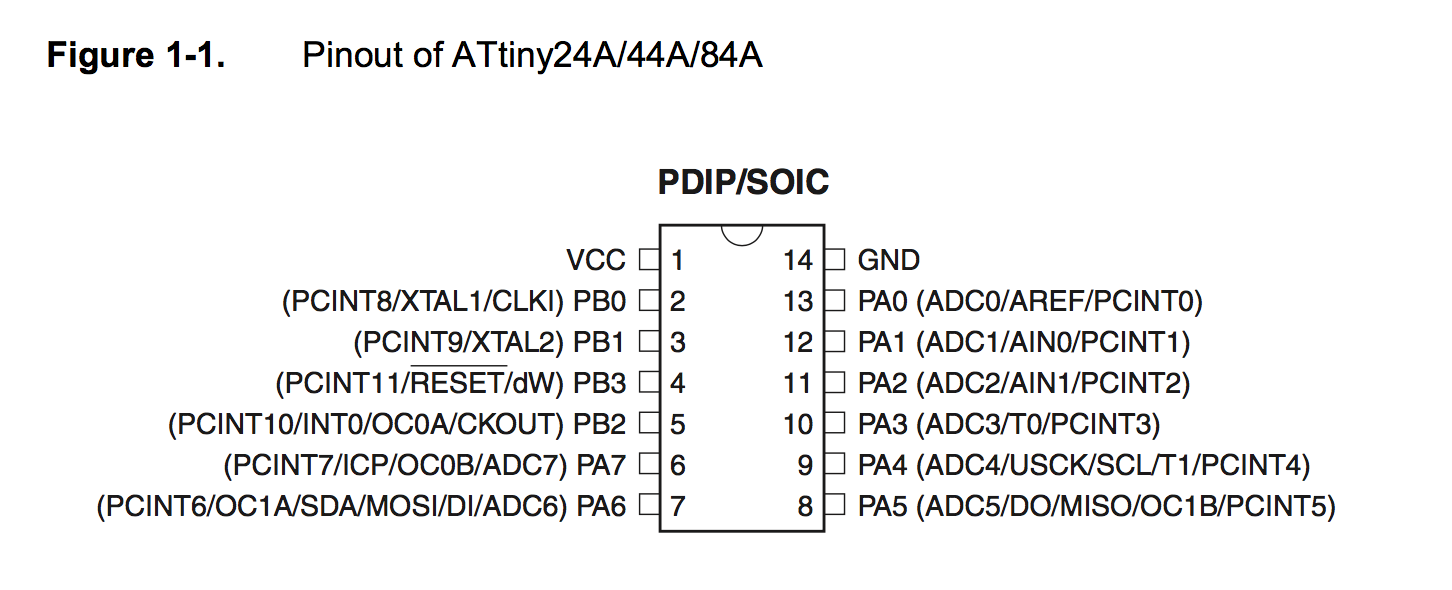 Figure 1-1. Pinout of ATtiny24A/44A/84A
PDIP/SOIC
VCC 1 14 GND
(PCINT8/XTAL1/CLKI) PB0 2 13 PA0 (ADC0/AREF/PCINT0)
(PCINT9/XTAL2) PB1 3 12 PA1 (ADC1/AIN0/PCINT1)
(PCINT11/RESET/dW) PB3 4 11 PA2 (ADC2/AIN1/PCINT2)
(PCINT10/INT0/OC0A/CKOUT) PB2 5 10 PA3 (ADC3/T0/PCINT3)
(PCINT7/ICP/OC0B/ADC7) PA7 6 9 PA4 (ADC4/USCK/SCL/T1/PCINT4)
(PCINT6/OC1A/SDA/MOSI/DI/ADC6) PA6 7 8 PA5 (ADC5/DO/MISO/OC1B/PCINT5)